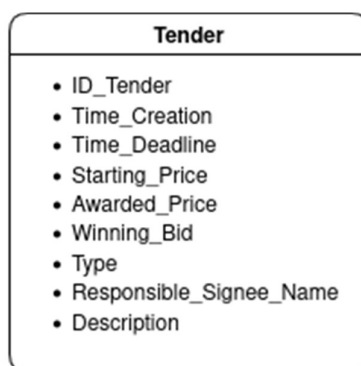 Tender
• ID_Tender
• Time_Creation
• Time_Deadline
• Starting_Price
• Awarded_Price
• Winning_Bid
• Type
• Responsible_Signee_Name
• Description